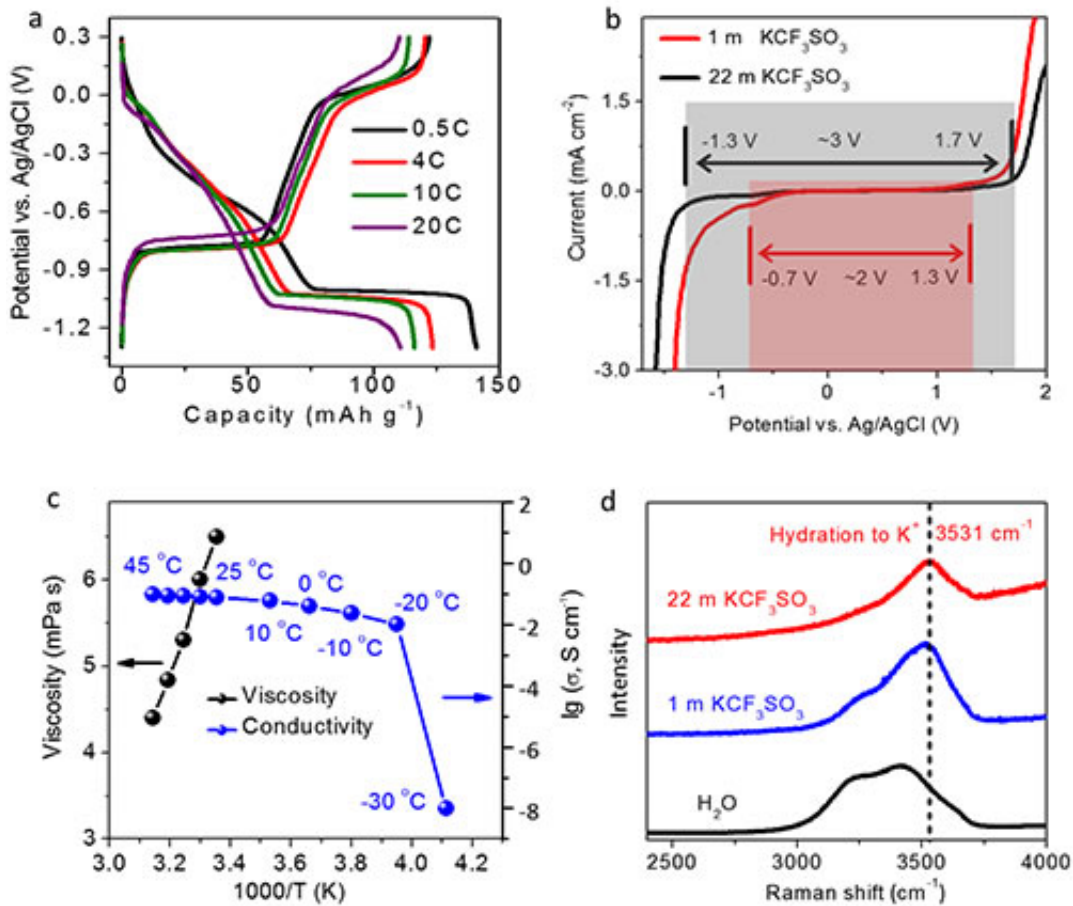 a
Potential vs. Ag/AgCl (V)
0.3
0.0
-0.3
-0.6
-0.9
-1.2
0.5C
4C
10C
20C
0 50 100 150
Capacity (mAh g⁻¹)
b
Current (mA cm⁻²)
1.5
0.0
-1.5
-3.0
1 m KCF₃SO₃
22 m KCF₃SO₃
-1.3 V ~3 V 1.7 V
-0.7 V ~2 V 1.3 V
-1 0 1 2
Potential vs. Ag/AgCl (V)
c
Viscosity (mPa s)
6
5
4
3
45 °C
25 °C
0 °C
10 °C
-10 °C
-20 °C
-30 °C
Viscosity
Conductivity
2
0
-2
-4
-6
-8
lg (σ, S cm⁻¹)
3.0 3.2 3.4 3.6 3.8 4.0 4.2
1000/T (K)
d
Intensity
Hydration to K⁺ 3531 cm⁻¹
22 m KCF₃SO₃
1 m KCF₃SO₃
H₂O
2500 3000 3500 4000
Raman shift (cm⁻¹)